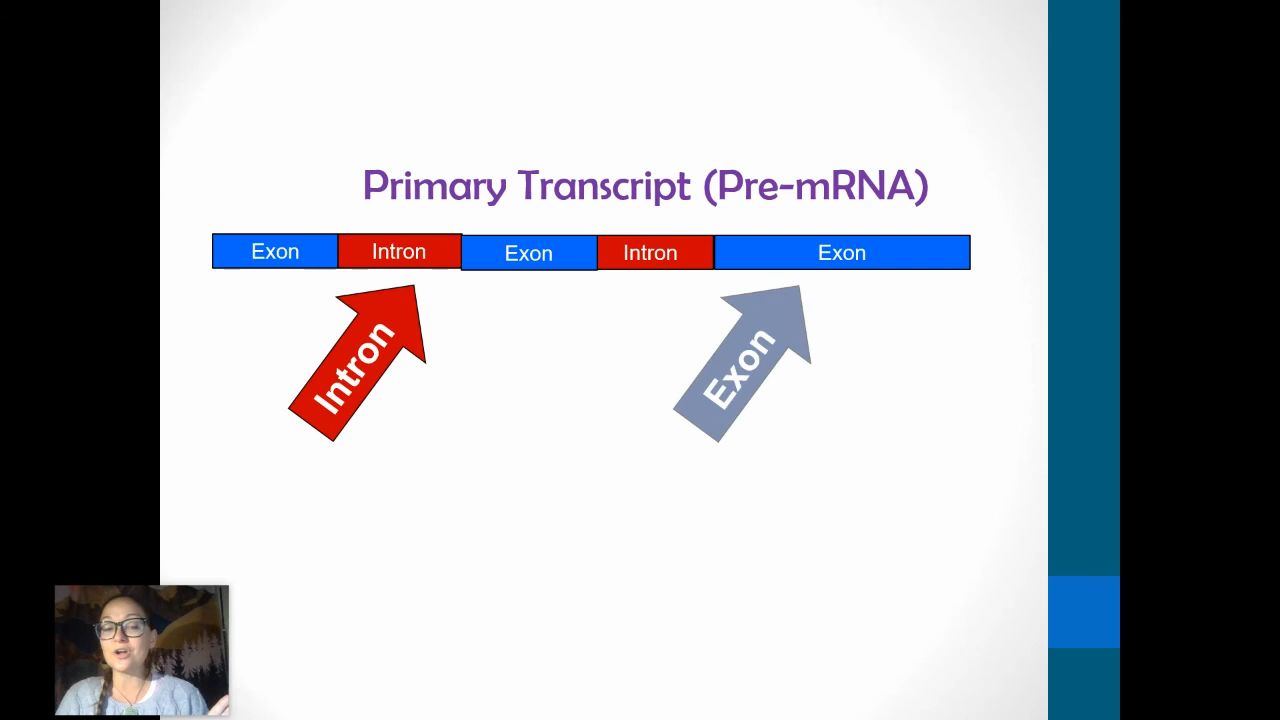 Primary Transcript (Pre-mRNA)
Exon Intron Exon Intron Exon
Intron
Exon